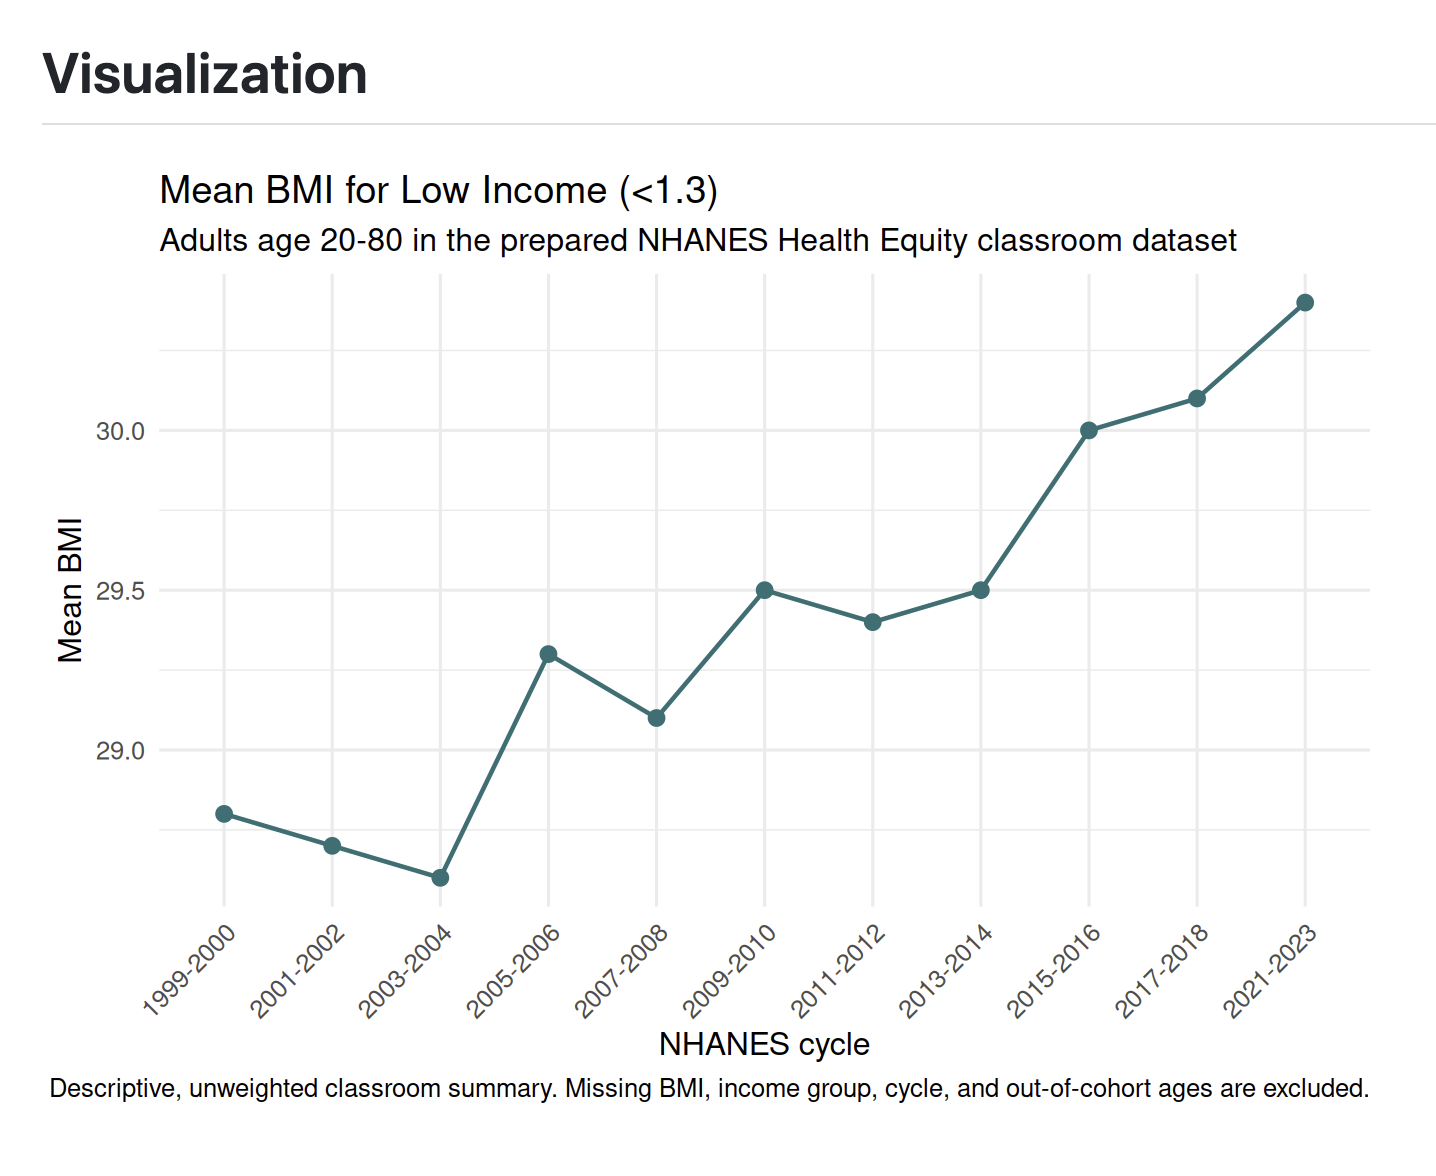 Visualization
Mean BMI for Low Income (<1.3)
Adults age 20-80 in the prepared NHANES Health Equity classroom dataset
Mean BMI
30.0
29.5
29.0
1999-2000
2001-2002
2003-2004
2005-2006
2007-2008
2009-2010
2011-2012
2013-2014
2015-2016
2017-2018
2021-2023
NHANES cycle
Descriptive, unweighted classroom summary. Missing BMI, income group, cycle, and out-of-cohort ages are excluded.